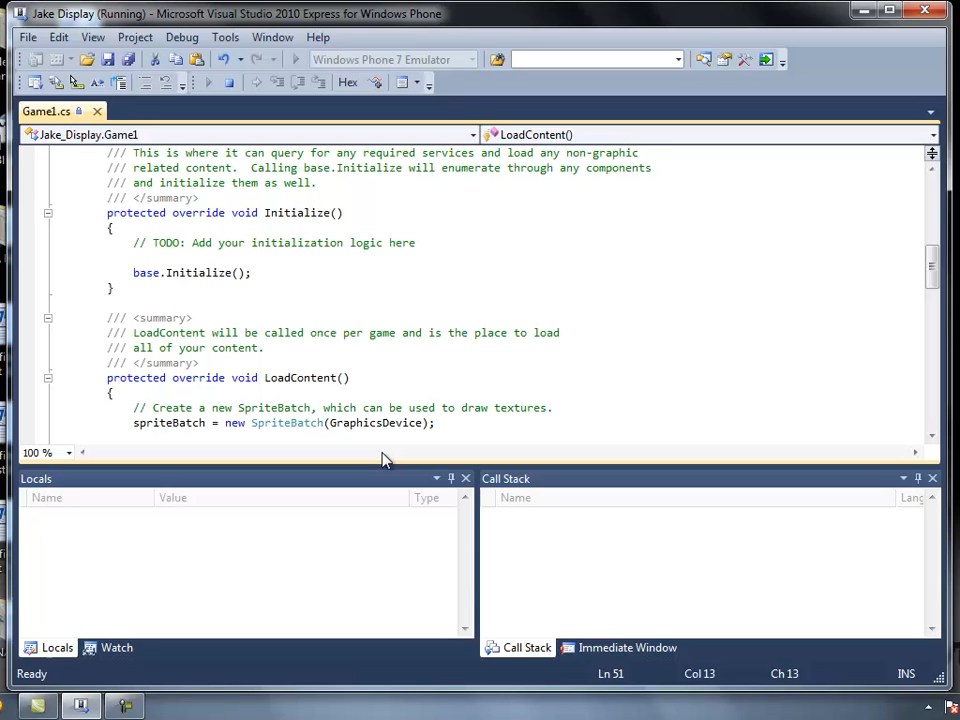 Jake Display (Running) - Microsoft Visual Studio 2010 Express for Windows Phone
File Edit View Project Debug Tools Window Help
Windows Phone 7 Emulator
Hex
Game1.cs
Jake_Display.Game1 LoadContent()
/// This is where it can query for any required services and load any non-graphic
/// related content.  Calling base.Initialize will enumerate through any components
/// and initialize them as well.
/// </summary>
protected override void Initialize()
{
// TODO: Add your initialization logic here
base.Initialize();
}
/// <summary>
/// LoadContent will be called once per game and is the place to load
/// all of your content.
/// </summary>
protected override void LoadContent()
{
// Create a new SpriteBatch, which can be used to draw textures.
spriteBatch = new SpriteBatch(GraphicsDevice);
100 %
Locals Call Stack
Name Value Type Name Lang
Locals Watch Call Stack Immediate Window
Ready Ln 51 Col 13 Ch 13 INS